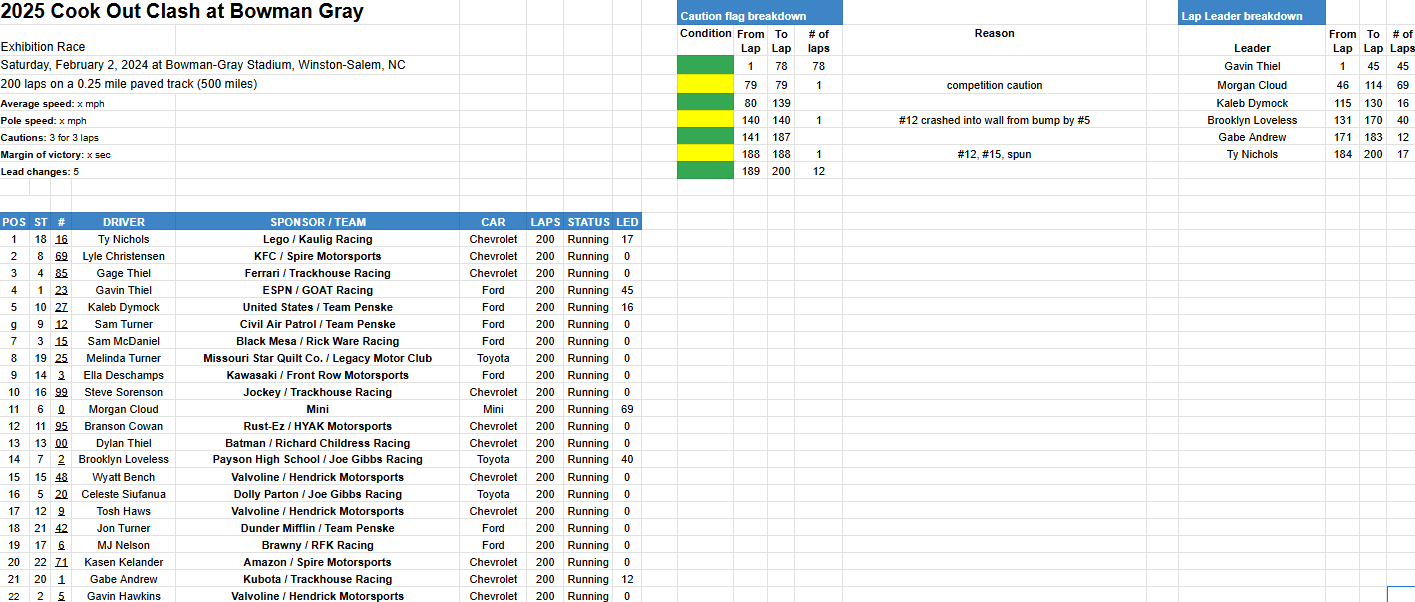 2025 Cook Out Clash at Bowman Gray
Exhibition Race
Saturday, February 2, 2024 at Bowman-Gray Stadium, Winston-Salem, NC
200 laps on a 0.25 mile paved track (500 miles)
Average speed: x mph
Pole speed: x mph
Cautions: 3 for 3 laps
Margin of victory: x sec
Lead changes: 5
Caution flag breakdown
Condition From Lap To Lap # of laps Reason
1 78 78
79 79 1 competition caution
80 139
140 140 1 #12 crashed into wall from bump by #5
141 187
188 188 1 #12, #15, spun
189 200 12
Lap Leader breakdown
Leader From Lap To Lap # of Laps
Gavin Thiel 1 45 45
Morgan Cloud 46 114 69
Kaleb Dymock 115 130 16
Brooklyn Loveless 131 170 40
Gabe Andrew 171 183 12
Ty Nichols 184 200 17
POS ST # DRIVER SPONSOR / TEAM CAR LAPS STATUS LED
1 18 16 Ty Nichols Lego / Kaulig Racing Chevrolet 200 Running 17
2 8 69 Lyle Christensen KFC / Spire Motorsports Chevrolet 200 Running 0
3 4 85 Gage Thiel Ferrari / Trackhouse Racing Chevrolet 200 Running 0
4 1 23 Gavin Thiel ESPN / GOAT Racing Ford 200 Running 45
5 10 27 Kaleb Dymock United States / Team Penske Ford 200 Running 16
g 9 12 Sam Turner Civil Air Patrol / Team Penske Ford 200 Running 0
7 3 15 Sam McDaniel Black Mesa / Rick Ware Racing Ford 200 Running 0
8 19 25 Melinda Turner Missouri Star Quilt Co. / Legacy Motor Club Toyota 200 Running 0
9 14 3 Ella Deschamps Kawasaki / Front Row Motorsports Ford 200 Running 0
10 16 99 Steve Sorenson Jockey / Trackhouse Racing Chevrolet 200 Running 0
11 6 0 Morgan Cloud Mini Mini 200 Running 69
12 11 95 Branson Cowan Rust-Ez / HYAK Motorsports Chevrolet 200 Running 0
13 13 00 Dylan Thiel Batman / Richard Childress Racing Chevrolet 200 Running 0
14 7 2 Brooklyn Loveless Payson High School / Joe Gibbs Racing Toyota 200 Running 40
15 15 48 Wyatt Bench Valvoline / Hendrick Motorsports Chevrolet 200 Running 0
16 5 20 Celeste Siufanua Dolly Parton / Joe Gibbs Racing Toyota 200 Running 0
17 12 9 Tosh Haws Valvoline / Hendrick Motorsports Chevrolet 200 Running 0
18 21 42 Jon Turner Dunder Mifflin / Team Penske Ford 200 Running 0
19 17 6 MJ Nelson Brawny / RFK Racing Ford 200 Running 0
20 22 71 Kasen Kelander Amazon / Spire Motorsports Chevrolet 200 Running 0
21 20 1 Gabe Andrew Kubota / Trackhouse Racing Chevrolet 200 Running 12
22 2 5 Gavin Hawkins Valvoline / Hendrick Motorsports Chevrolet 200 Running 0